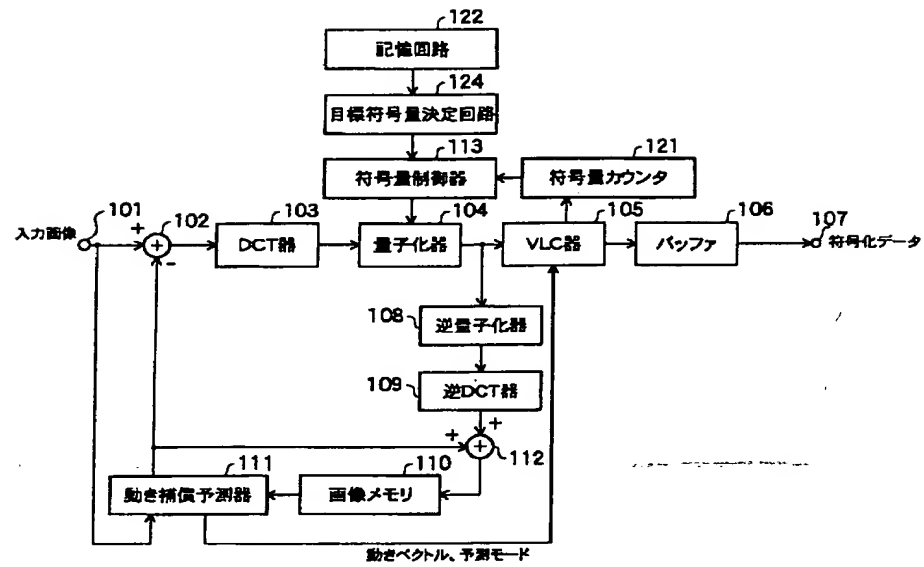 122
記憶回路
124
目標符号量決定回路
113
121
符号量制御器
符号量カウンタ
入力画像
101
+
102
103
104
105
106
107
+
-
DCT器
量子化器
VLC器
バッファ
符号化データ
108
逆量子化器
109
逆DCT器
+
+
+
112
111
110
動き補償予測器
画像メモリ
動きベクトル、予測モード